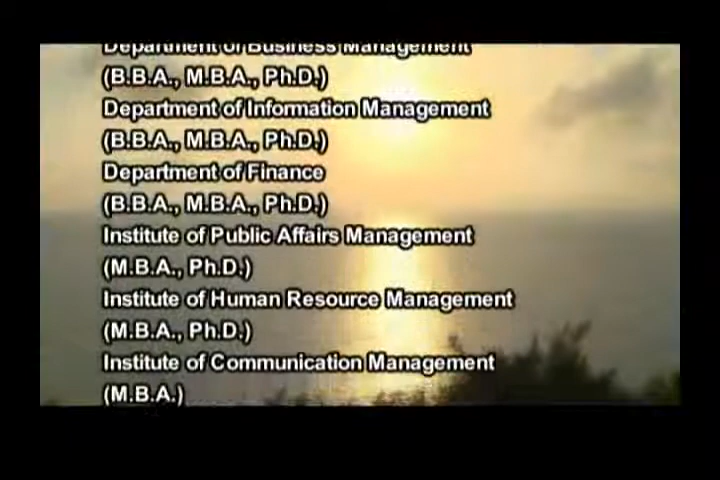 Department of Business Management
(B.B.A., M.B.A., Ph.D.)
Department of Information Management
(B.B.A., M.B.A., Ph.D.)
Department of Finance
(B.B.A., M.B.A., Ph.D.)
Institute of Public Affairs Management
(M.B.A., Ph.D.)
Institute of Human Resource Management
(M.B.A., Ph.D.)
Institute of Communication Management
(M.B.A.)